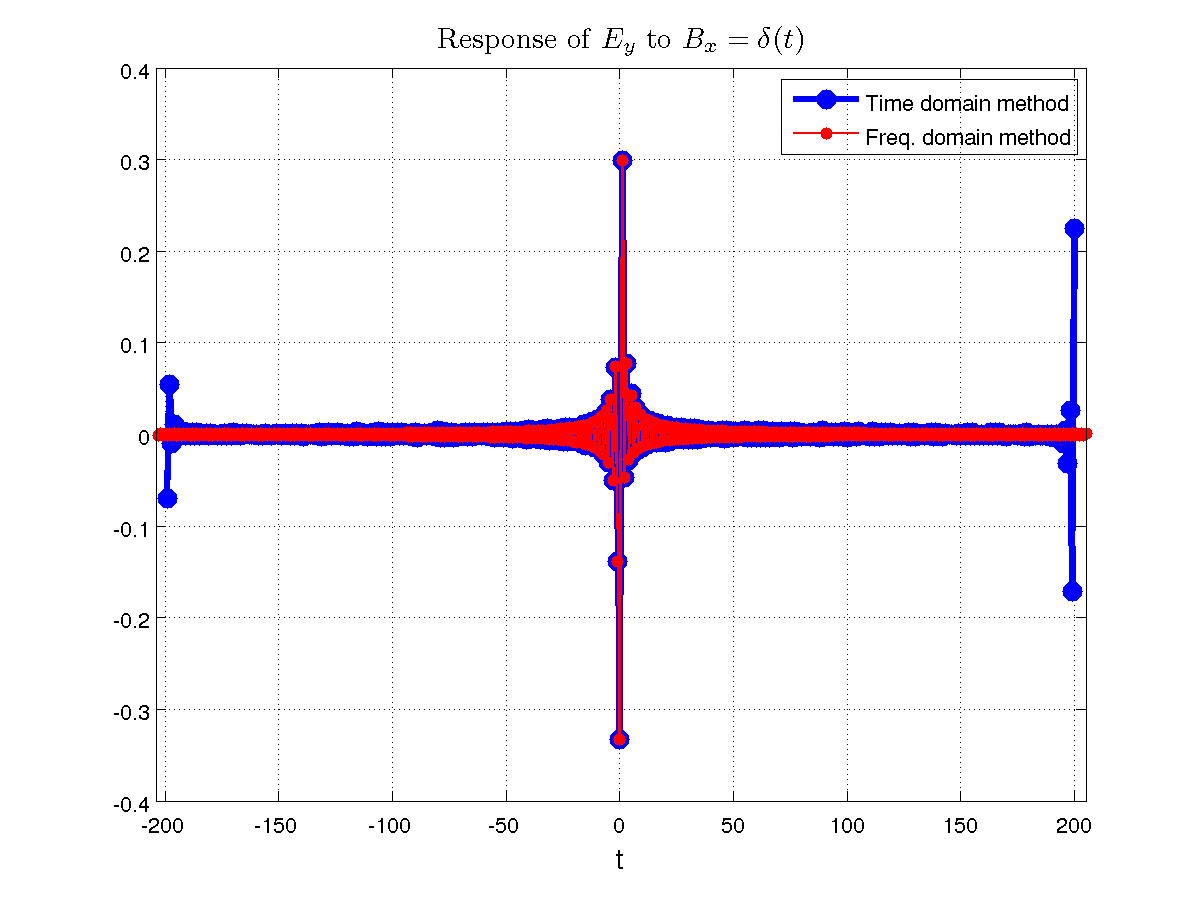 Response of $E_y$ to $B_x = \delta(t)$
Time domain method
Freq. domain method
0.4
0.3
0.2
0.1
0
-0.1
-0.2
-0.3
-0.4
-200 -150 -100 -50 0 50 100 150 200
t